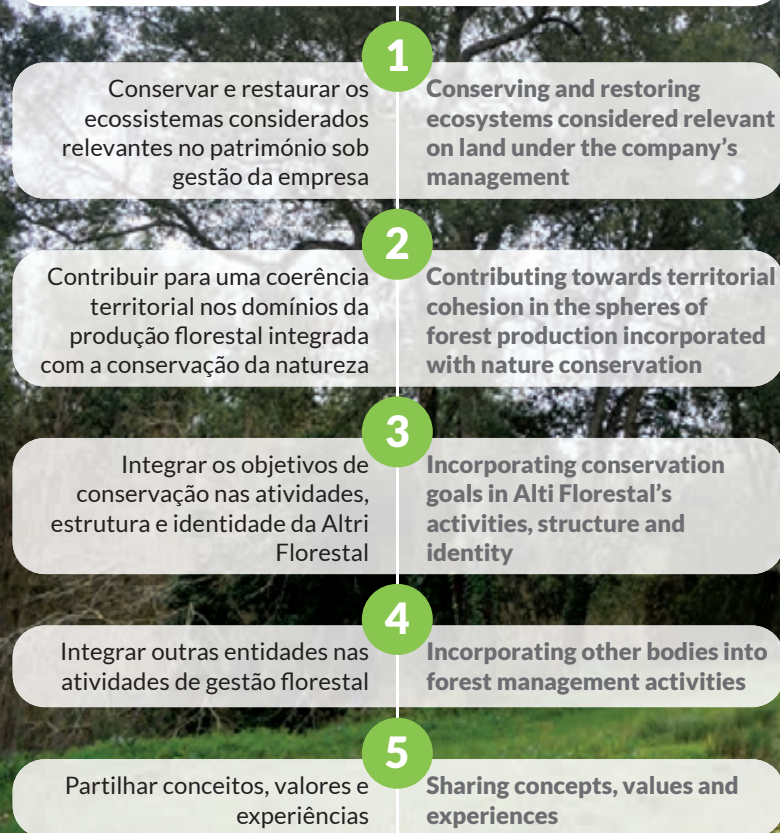 1
Conservar e restaurar os
ecossistemas considerados
relevantes no património sob
gestão da empresa
Conserving and restoring
ecosystems considered relevant
on land under the company's
management
2
Contribuir para uma coerência
territorial nos domínios da
produção florestal integrada
com a conservação da natureza
Contributing towards territorial
cohesion in the spheres of
forest production incorporated
with nature conservation
3
Integrar os objetivos de
conservação nas atividades,
estrutura e identidade da Altri
Florestal
Incorporating conservation
goals in Alti Florestal's
activities, structure and
identity
4
Integrar outras entidades nas
atividades de gestão florestal
Incorporating other bodies into
forest management activities
5
Partilhar conceitos, valores e
experiências
Sharing concepts, values and
experiences